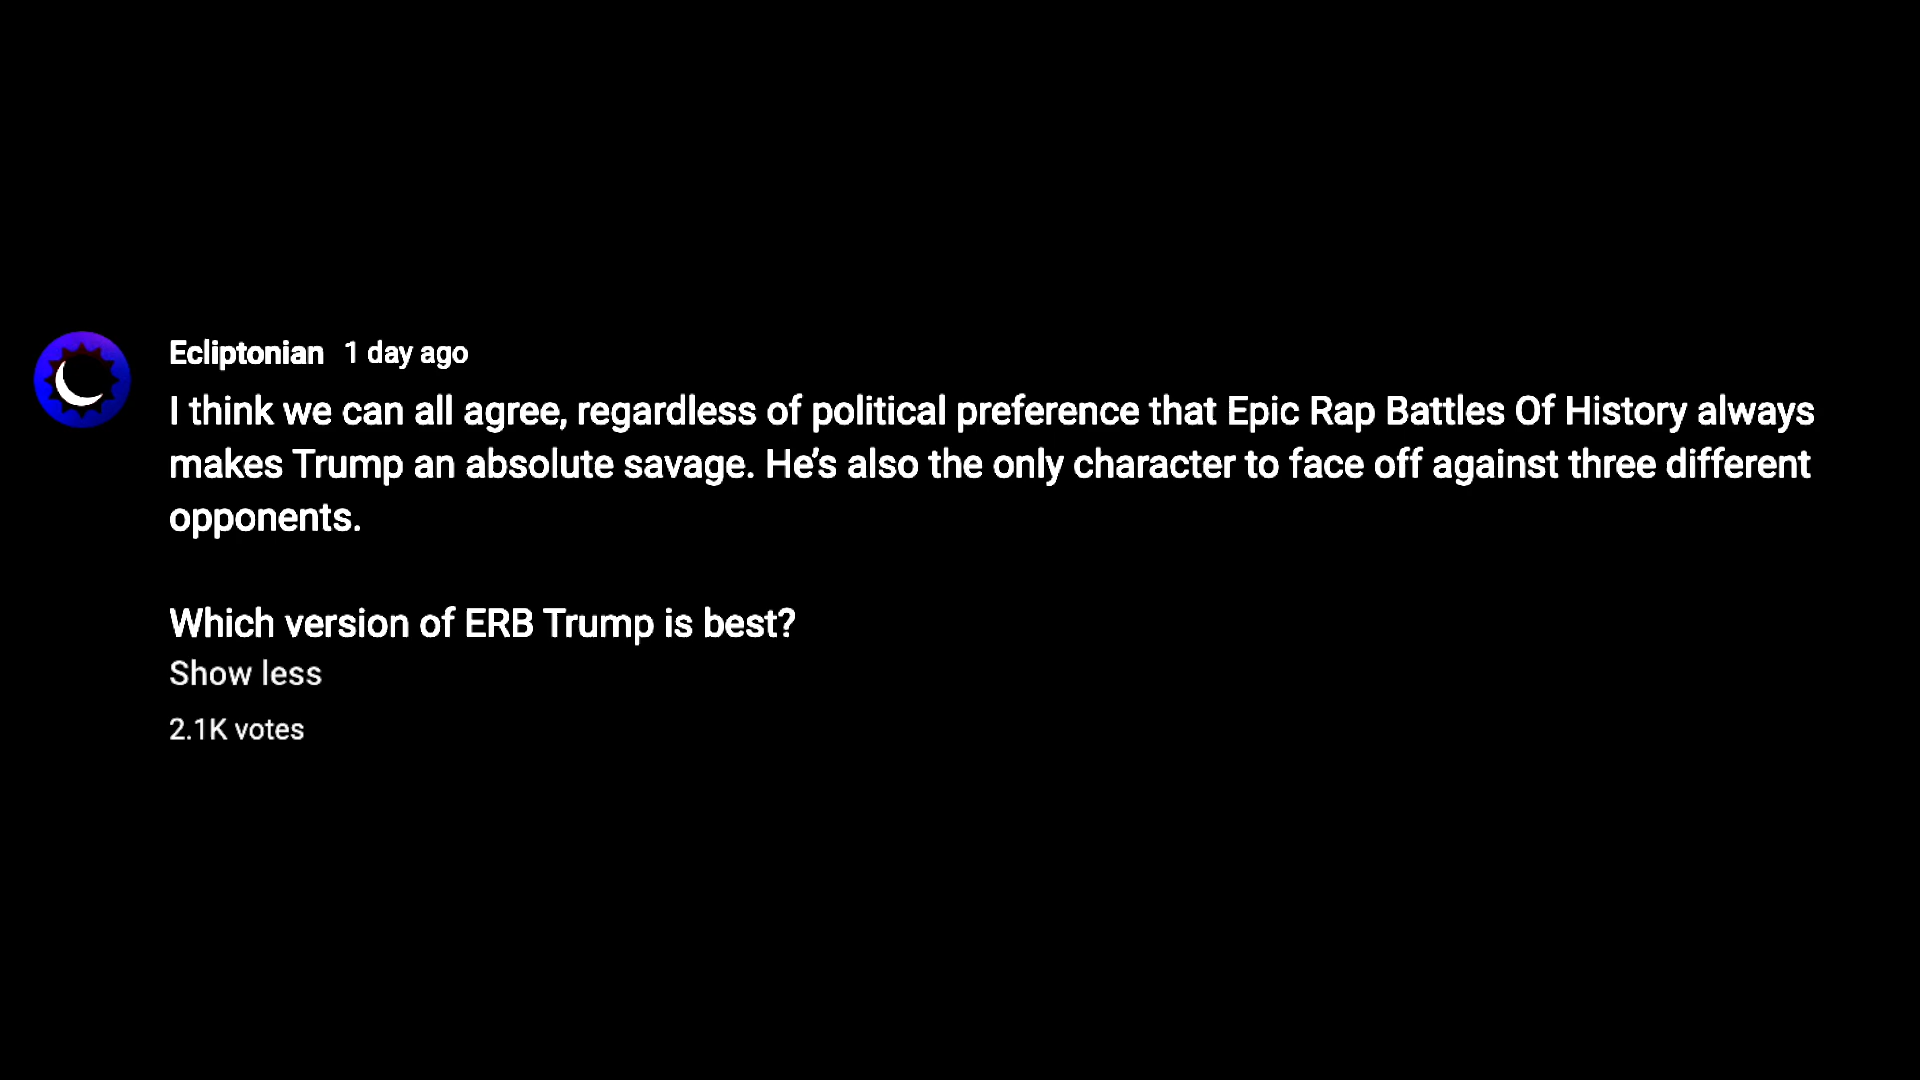 Ecliptonian 1 day ago
I think we can all agree, regardless of political preference that Epic Rap Battles Of History always
makes Trump an absolute savage. He’s also the only character to face off against three different
opponents.
Which version of ERB Trump is best?
Show less
2.1K votes